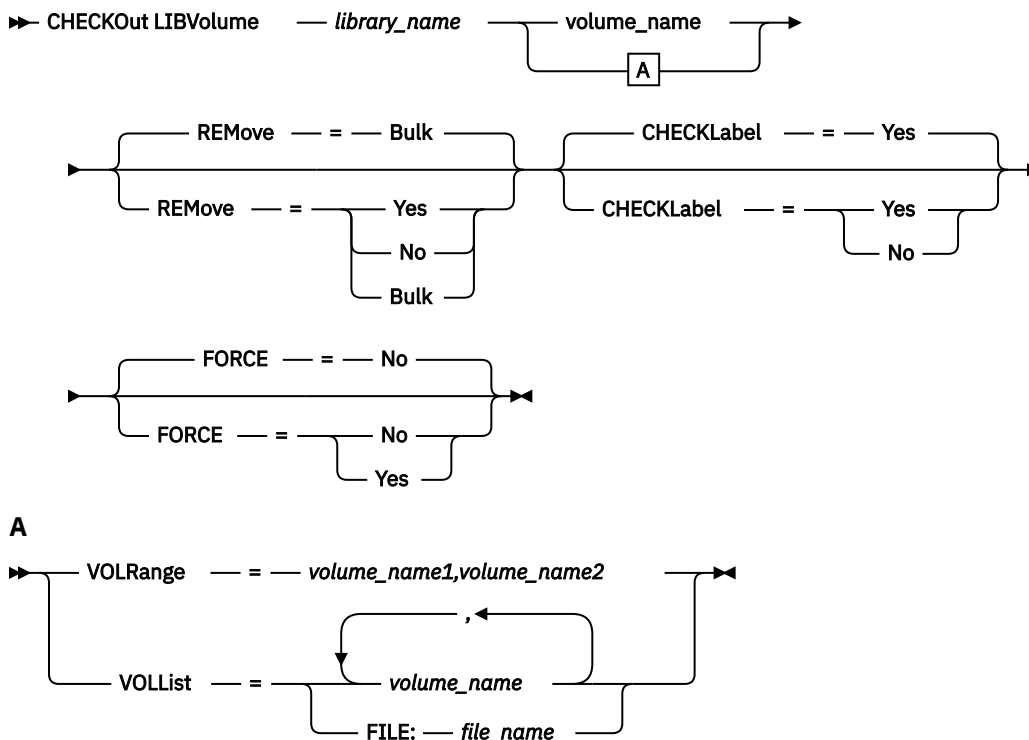 CHECKOut LIBVolume library_name volume_name
A
REMove = Bulk CHECKLabel = Yes
REMove = Yes CHECKLabel = Yes
No No
Bulk
FORCE = No
FORCE = No
Yes
A
VOLRange = volume_name1,volume_name2
,
VOLList = volume_name
FILE: file_name